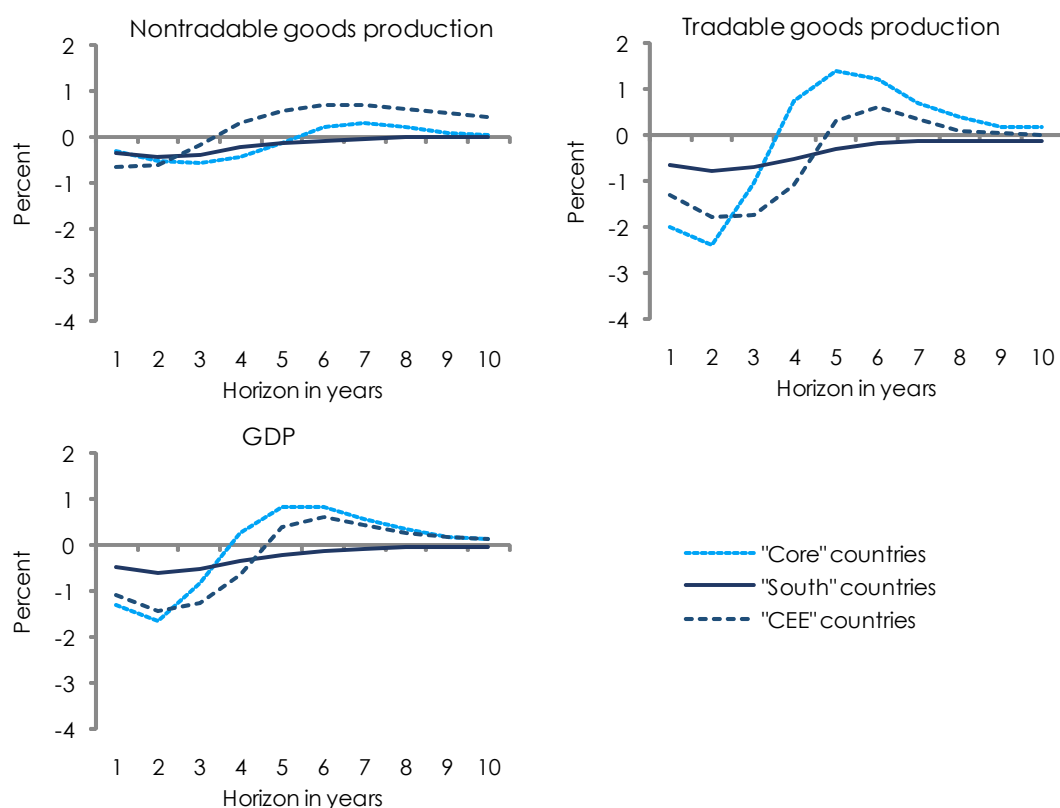 Nontradable goods production
2
1
0
-1
-2
-3
-4
Percent
1 2 3 4 5 6 7 8 9 10
Horizon in years
Tradable goods production
2
1
0
-1
-2
-3
-4
Percent
1 2 3 4 5 6 7 8 9 10
Horizon in years
GDP
2
1
0
-1
-2
-3
-4
Percent
1 2 3 4 5 6 7 8 9 10
Horizon in years
"Core" countries
"South" countries
"CEE" countries